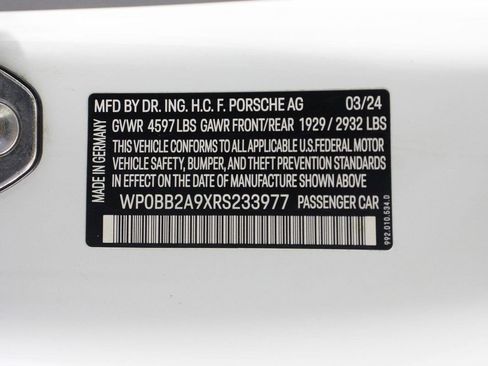 MFD BY DR. ING. H.C. F. PORSCHE AG 03/24
GVWR 4597 LBS GAWR FRONT/REAR 1929 / 2932 LBS
THIS VEHICLE CONFORMS TO ALL APPLICABLE U.S.FEDERAL MOTOR
VEHICLE SAFETY, BUMPER, AND THEFT PREVENTION STANDARDS
IN EFFECT ON THE DATE OF MANUFACTURE SHOWN ABOVE
WP0BB2A9XRS233977 PASSENGER CAR
MADE IN GERMANY
992.010.534.D